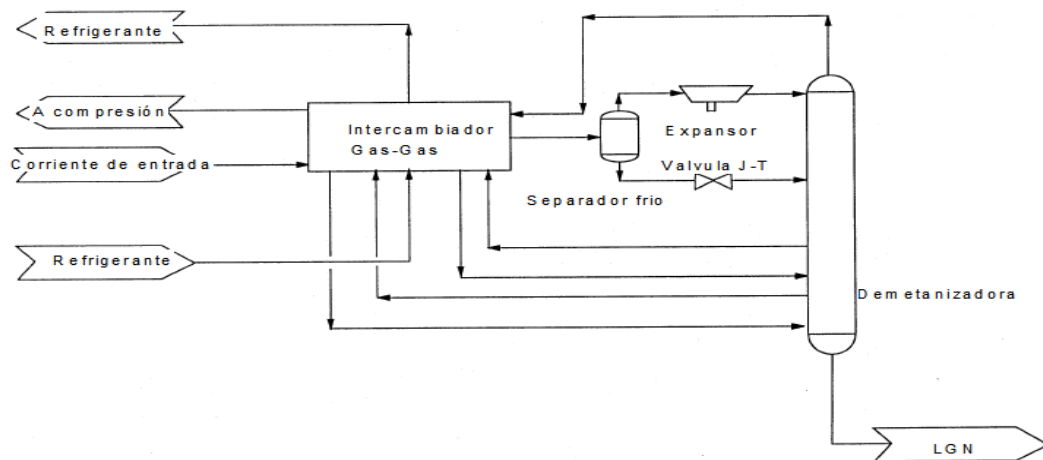 Refrigerante
A compresión
Corriente de entrada
Refrigerante
Intercambiador
Gas-Gas
Expansor
Valvula J-T
Separador frio
Demetanizadora
LGN